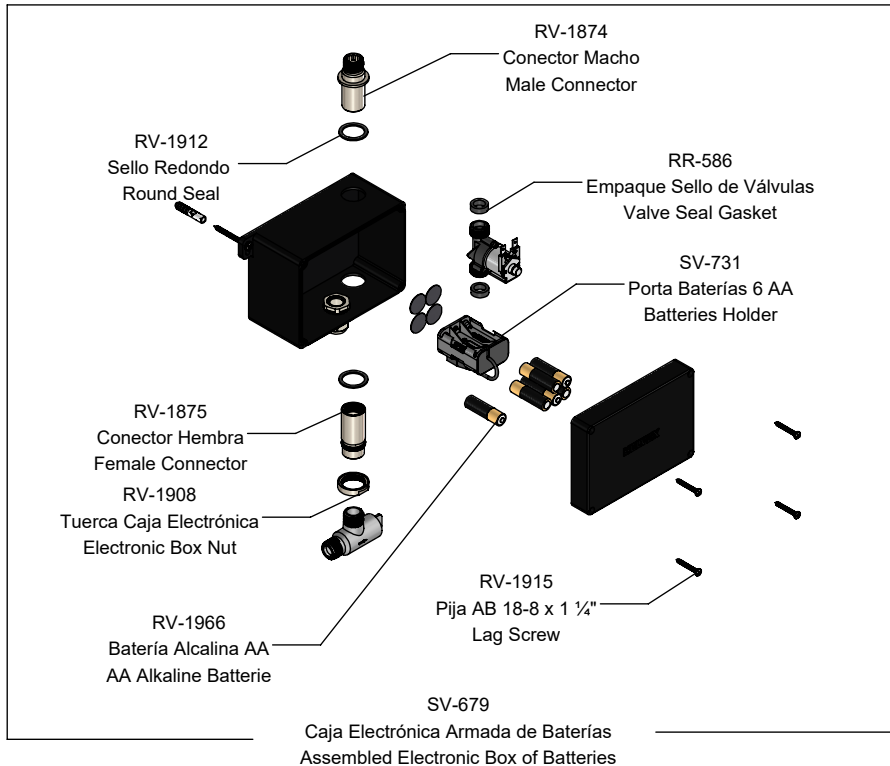 RV-1874
Conector Macho
Male Connector
RV-1912
Sello Redondo
Round Seal
RR-586
Empaque Sello de Válvulas
Valve Seal Gasket
SV-731
Porta Baterías 6 AA
Batteries Holder
RV-1875
Conector Hembra
Female Connector
RV-1908
Tuerca Caja Electrónica
Electronic Box Nut
RV-1966
Batería Alcalina AA
AA Alkaline Batterie
RV-1915
Pija AB 18-8 x 1 ¼"
Lag Screw
SV-679
Caja Electrónica Armada de Baterías
Assembled Electronic Box of Batteries